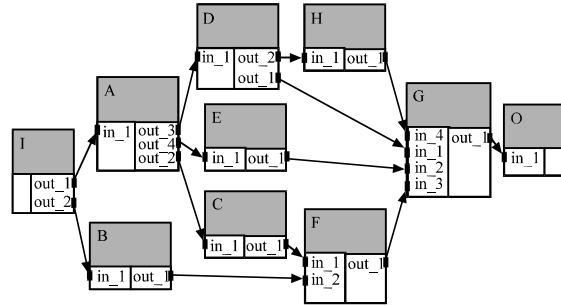 D
in_1 out_2
out_1
H
in_1 out_1
A
in_1 out_3
out_4
out_2
E
in_1 out_1
G
in_4 out_1
in_1
in_2
in_3
O
in_1
I
out_1
out_2
C
in_1 out_1
B
in_1 out_1
F
in_1 out_1
in_2